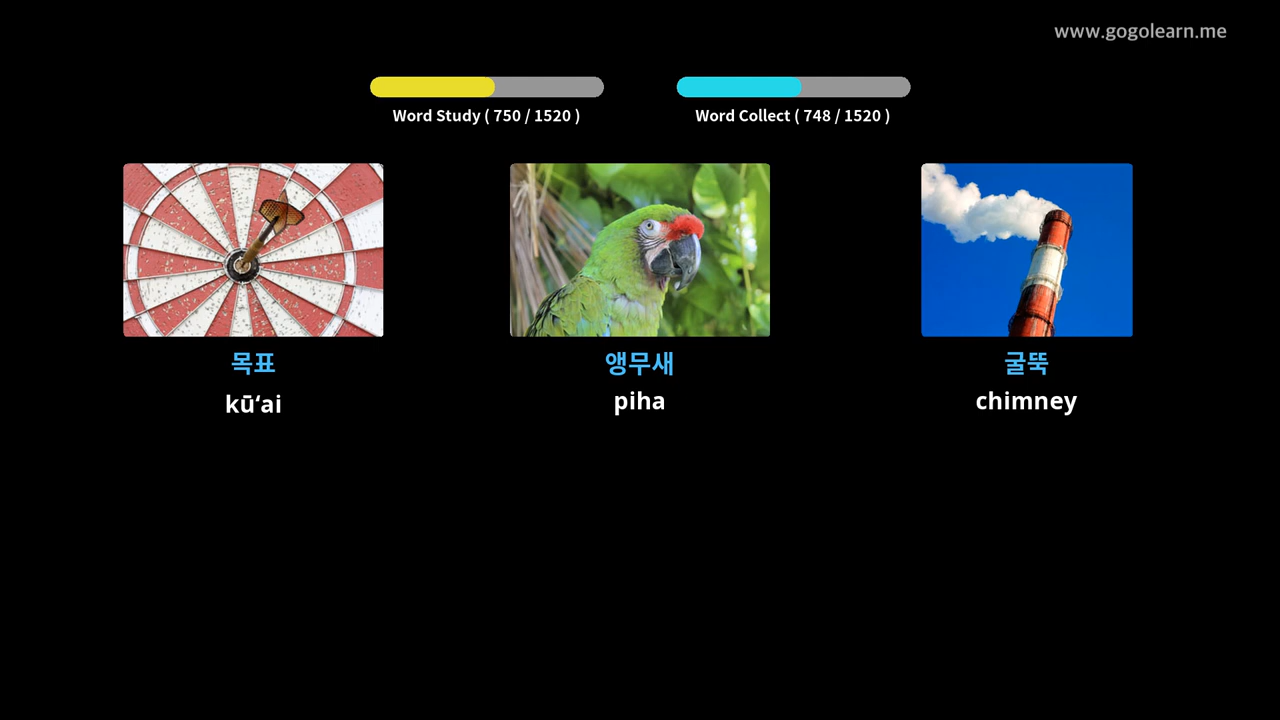 www.gogolearn.me
Word Study ( 750 / 1520 )
Word Collect ( 748 / 1520 )
목표
kūʻai
앵무새
piha
굴뚝
chimney